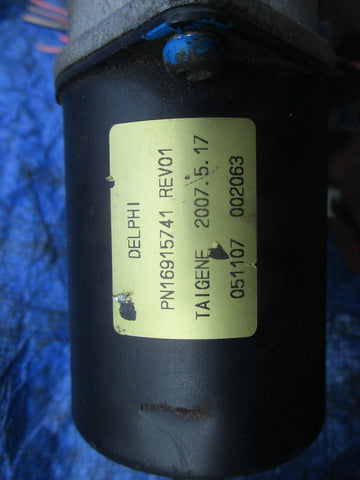 DELPHI
PN16915741 REV01
TAIGENE 2007.5.17
051107 002063